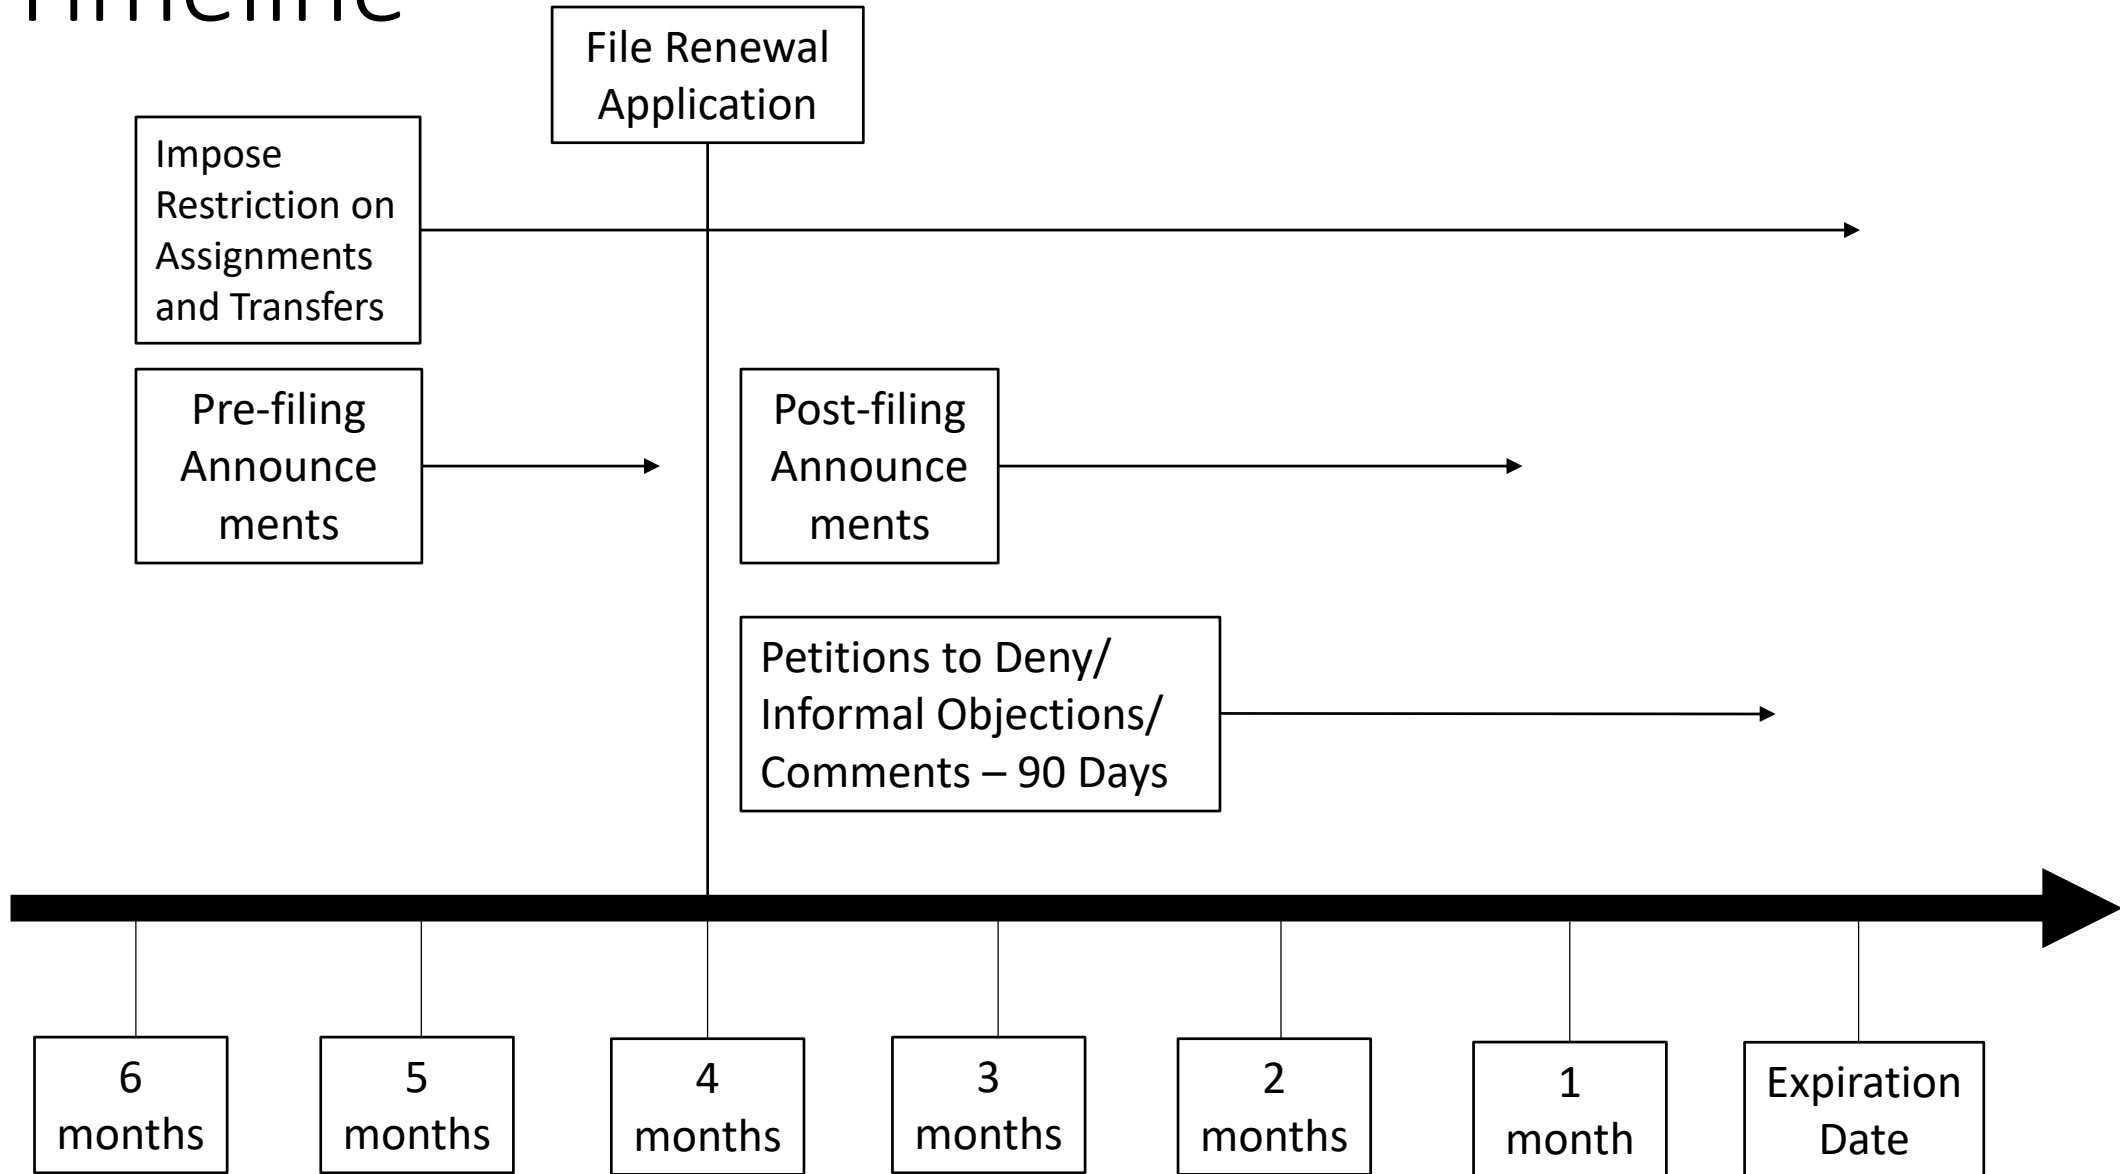 Timeline
File Renewal
Application
Impose
Restriction on
Assignments
and Transfers
Pre-filing
Announce
ments
Post-filing
Announce
ments
Petitions to Deny/
Informal Objections/
Comments – 90 Days
6
months
5
months
4
months
3
months
2
months
1
month
Expiration
Date